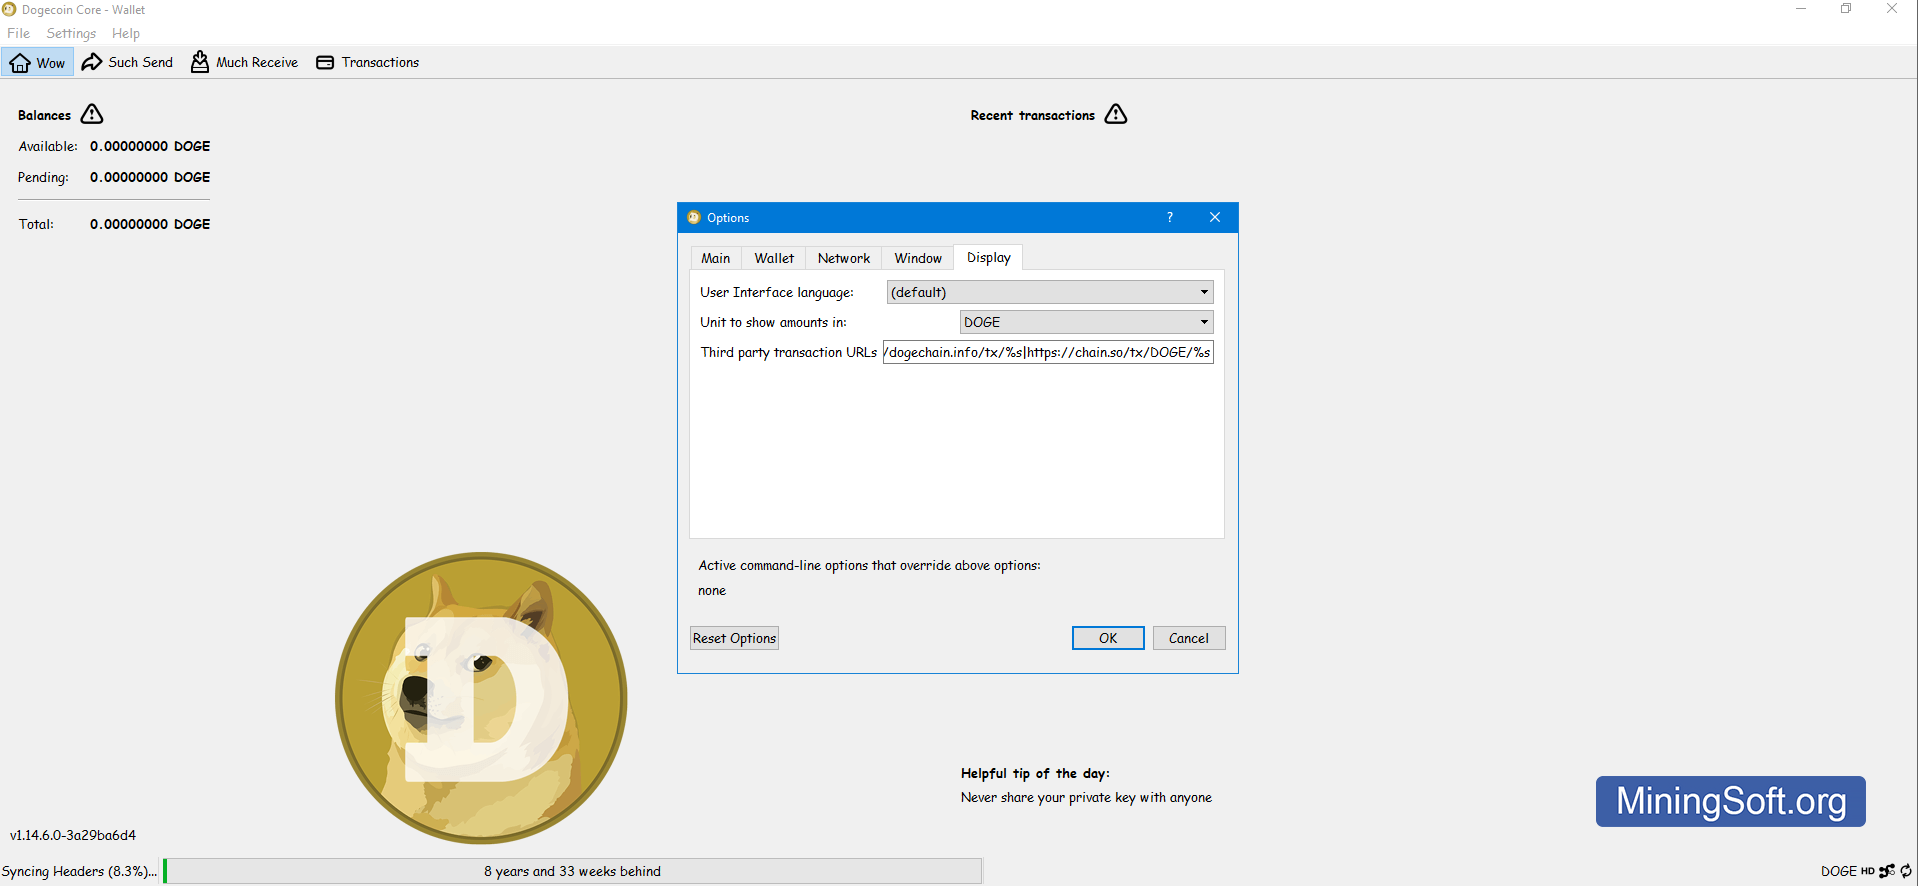 Dogecoin Core - Wallet
File Settings Help
Wow Such Send Much Receive Transactions
Balances
Available: 0.00000000 DOGE
Pending: 0.00000000 DOGE
Total: 0.00000000 DOGE
Recent transactions
Options ?
Main Wallet Network Window Display
User Interface language: (default)
Unit to show amounts in: DOGE
Third party transaction URLs /dogechain.info/tx/%s|https://chain.so/tx/DOGE/%s
Active command-line options that override above options:
none
Reset Options OK Cancel
D
Helpful tip of the day:
Never share your private key with anyone
MiningSoft.org
v1.14.6.0-3a29ba6d4
Syncing Headers (8.3%)... 8 years and 33 weeks behind
DOGE HD